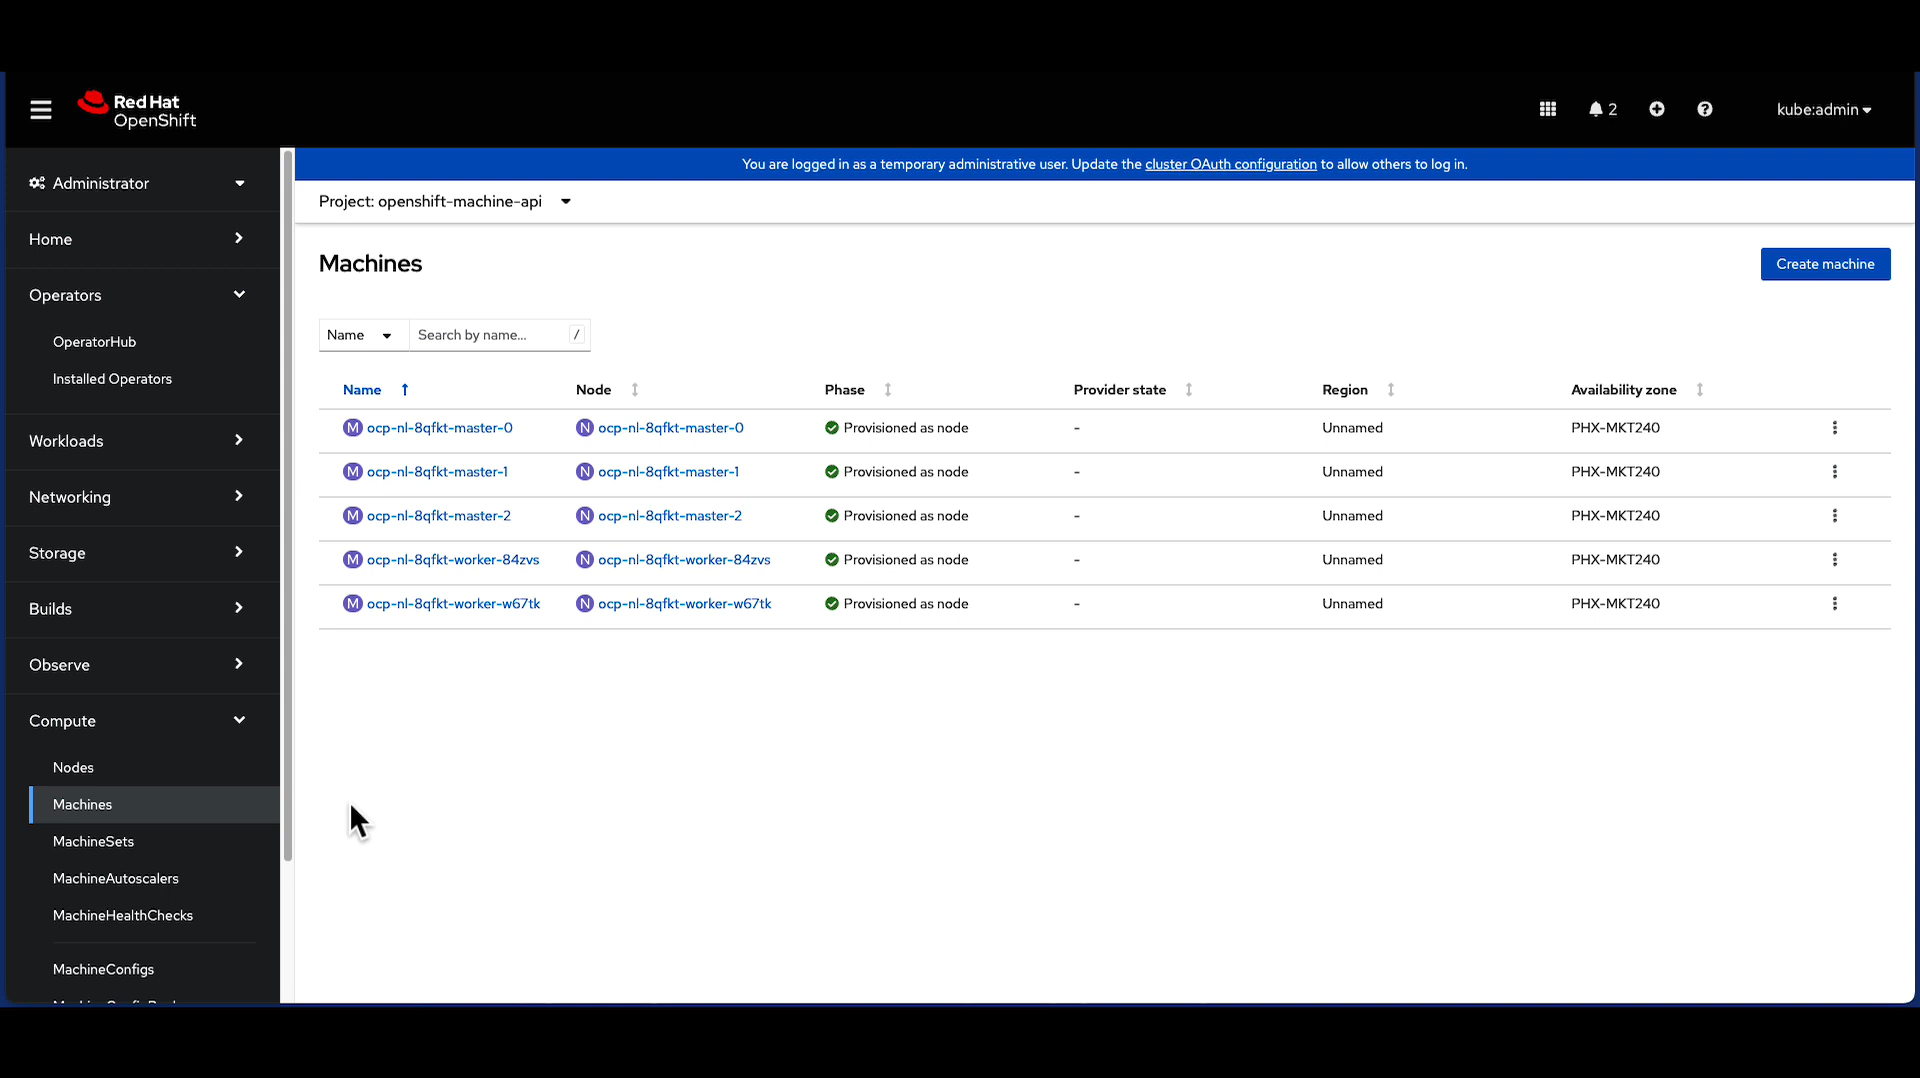 Red Hat
OpenShift
2
kube:admin
You are logged in as a temporary administrative user. Update the cluster OAuth configuration to allow others to log in.
Administrator
Home
Operators
OperatorHub
Installed Operators
Workloads
Networking
Storage
Builds
Observe
Compute
Nodes
Machines
MachineSets
MachineAutoscalers
MachineHealthChecks
MachineConfigs
Project: openshift-machine-api
Machines
Create machine
Name
Search by name...
/
Name Node Phase Provider state Region Availability zone
M ocp-nl-8qfkt-master-0 N ocp-nl-8qfkt-master-0 Provisioned as node - Unnamed PHX-MKT240
M ocp-nl-8qfkt-master-1 N ocp-nl-8qfkt-master-1 Provisioned as node - Unnamed PHX-MKT240
M ocp-nl-8qfkt-master-2 N ocp-nl-8qfkt-master-2 Provisioned as node - Unnamed PHX-MKT240
M ocp-nl-8qfkt-worker-84zvs N ocp-nl-8qfkt-worker-84zvs Provisioned as node - Unnamed PHX-MKT240
M ocp-nl-8qfkt-worker-w67tk N ocp-nl-8qfkt-worker-w67tk Provisioned as node - Unnamed PHX-MKT240